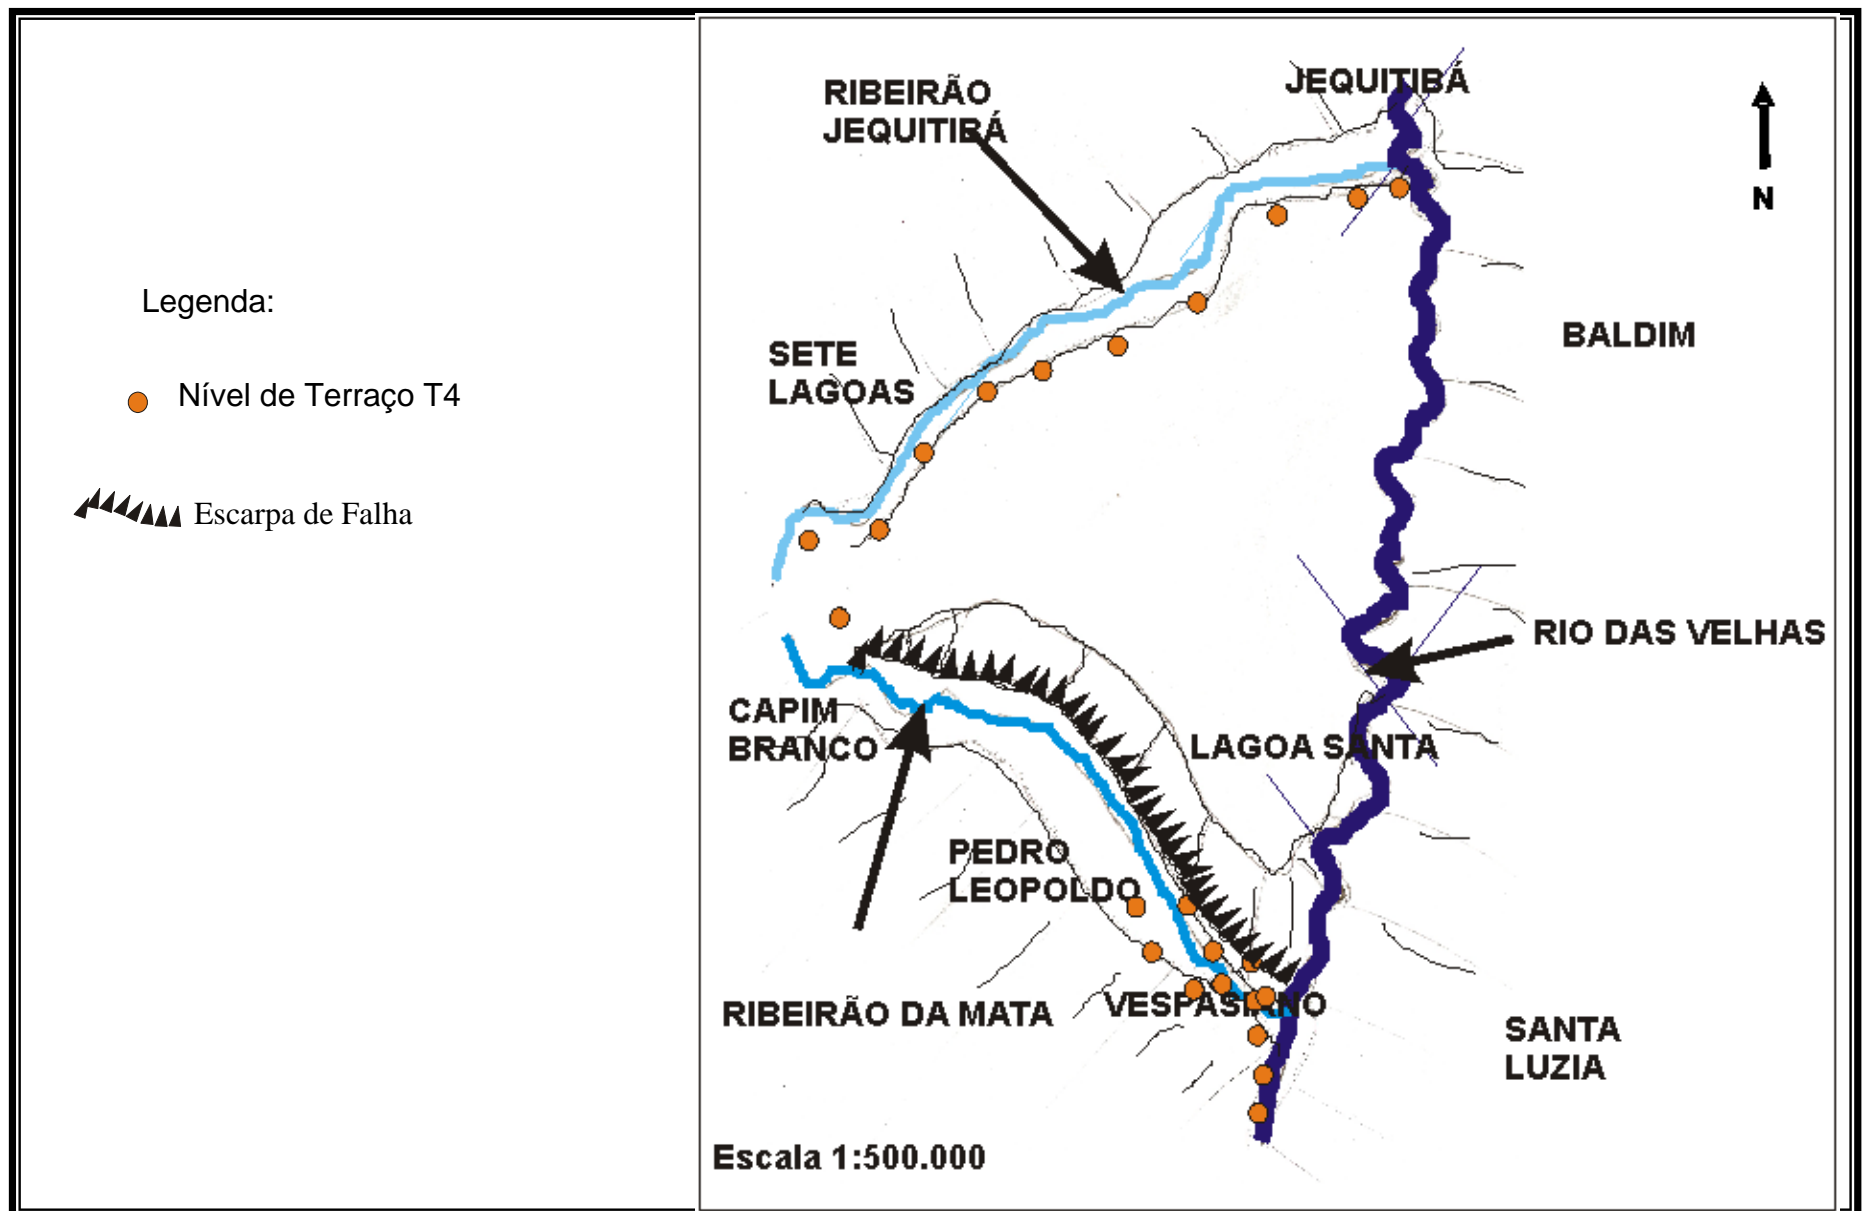 Legenda:
Nível de Terraço T4
Escarpa de Falha
RIBEIRÃO
JEQUITIBÁ
JEQUITIBÁ
N
SETE
LAGOAS
BALDIM
RIO DAS VELHAS
CAPIM
BRANCO
LAGOA SANTA
PEDRO
LEOPOLDO
RIBEIRÃO DA MATA
VESPASIANO
SANTA
LUZIA
Escala 1:500.000